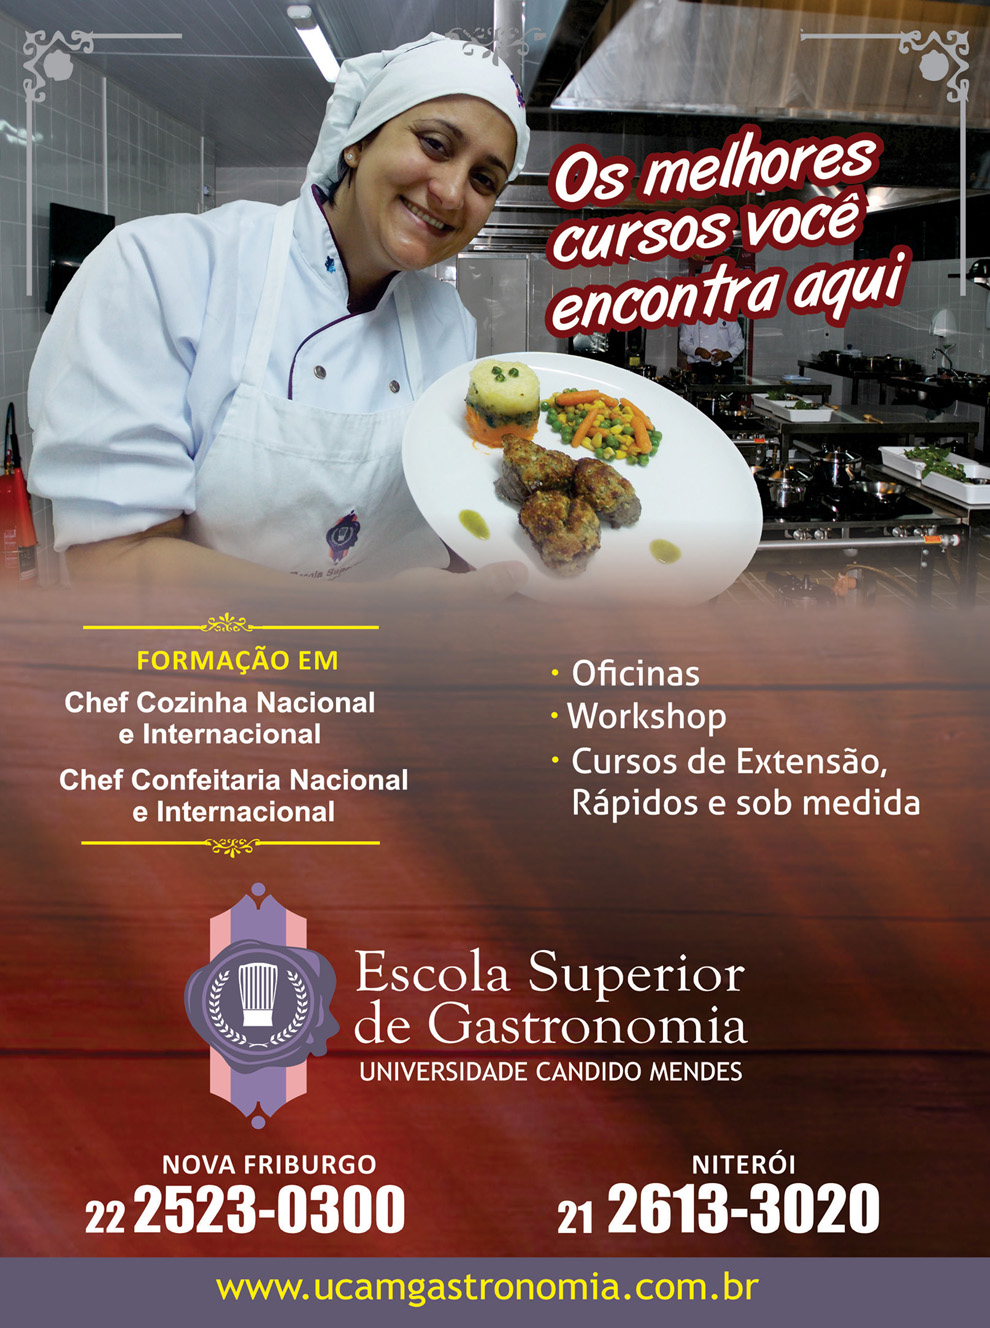 Os melhores
cursos você
encontra aqui
FORMAÇÃO EM
Chef Cozinha Nacional
e Internacional
Chef Confeitaria Nacional
e Internacional
· Oficinas
· Workshop
· Cursos de Extensão,
Rápidos e sob medida
Escola Superior
de Gastronomia
UNIVERSIDADE CANDIDO MENDES
NOVA FRIBURGO
22 2523-0300
NITERÓI
21 2613-3020
www.ucamgastronomia.com.br